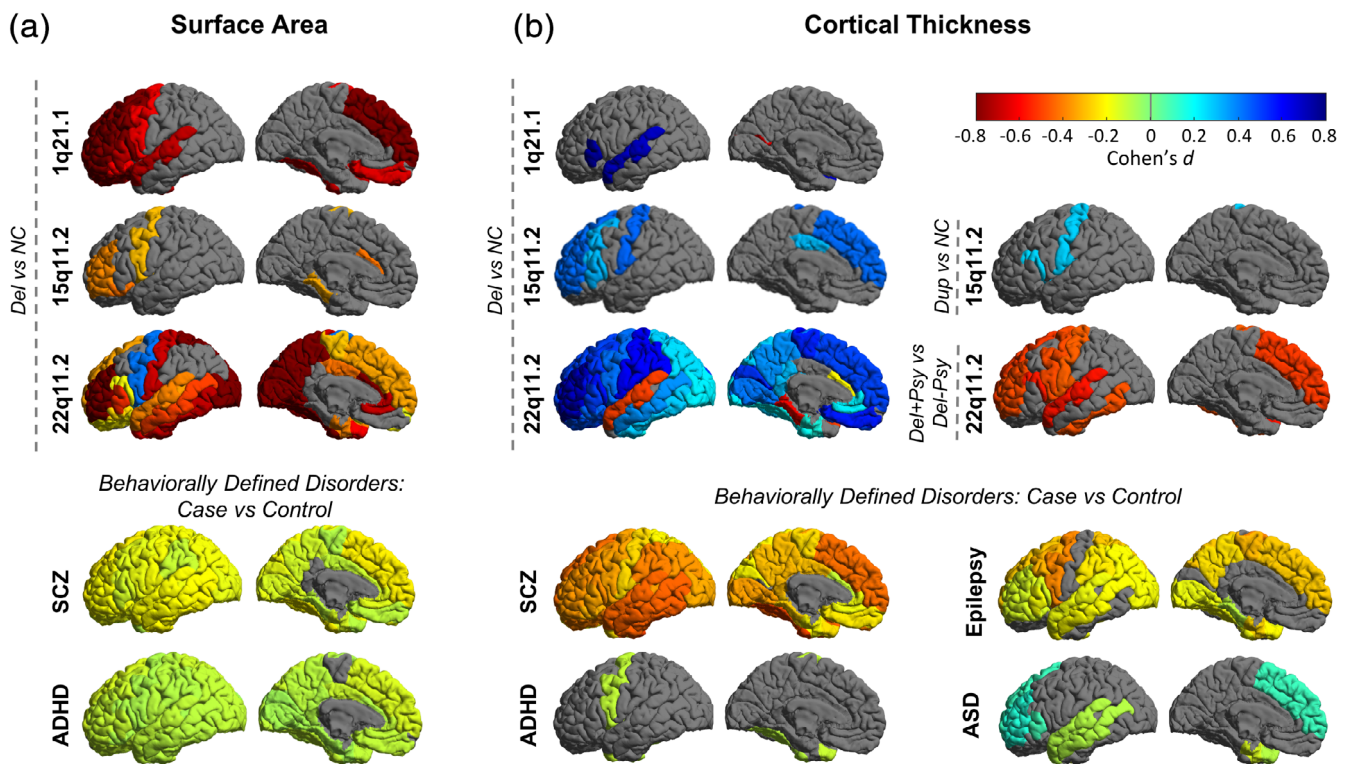 (a)
Surface Area
(b)
Cortical Thickness
Del vs NC
1q21.1
15q11.2
22q11.2
Behaviorally Defined Disorders:
Case vs Control
SCZ
ADHD
Del vs NC
1q21.1
15q11.2
22q11.2
-0.8 -0.6 -0.4 -0.2 0 0.2 0.4 0.6 0.8
Cohen's d
Dup vs NC
15q11.2
Del+Psy vs
Del-Psy
22q11.2
Behaviorally Defined Disorders: Case vs Control
SCZ
ADHD
Epilepsy
ASD